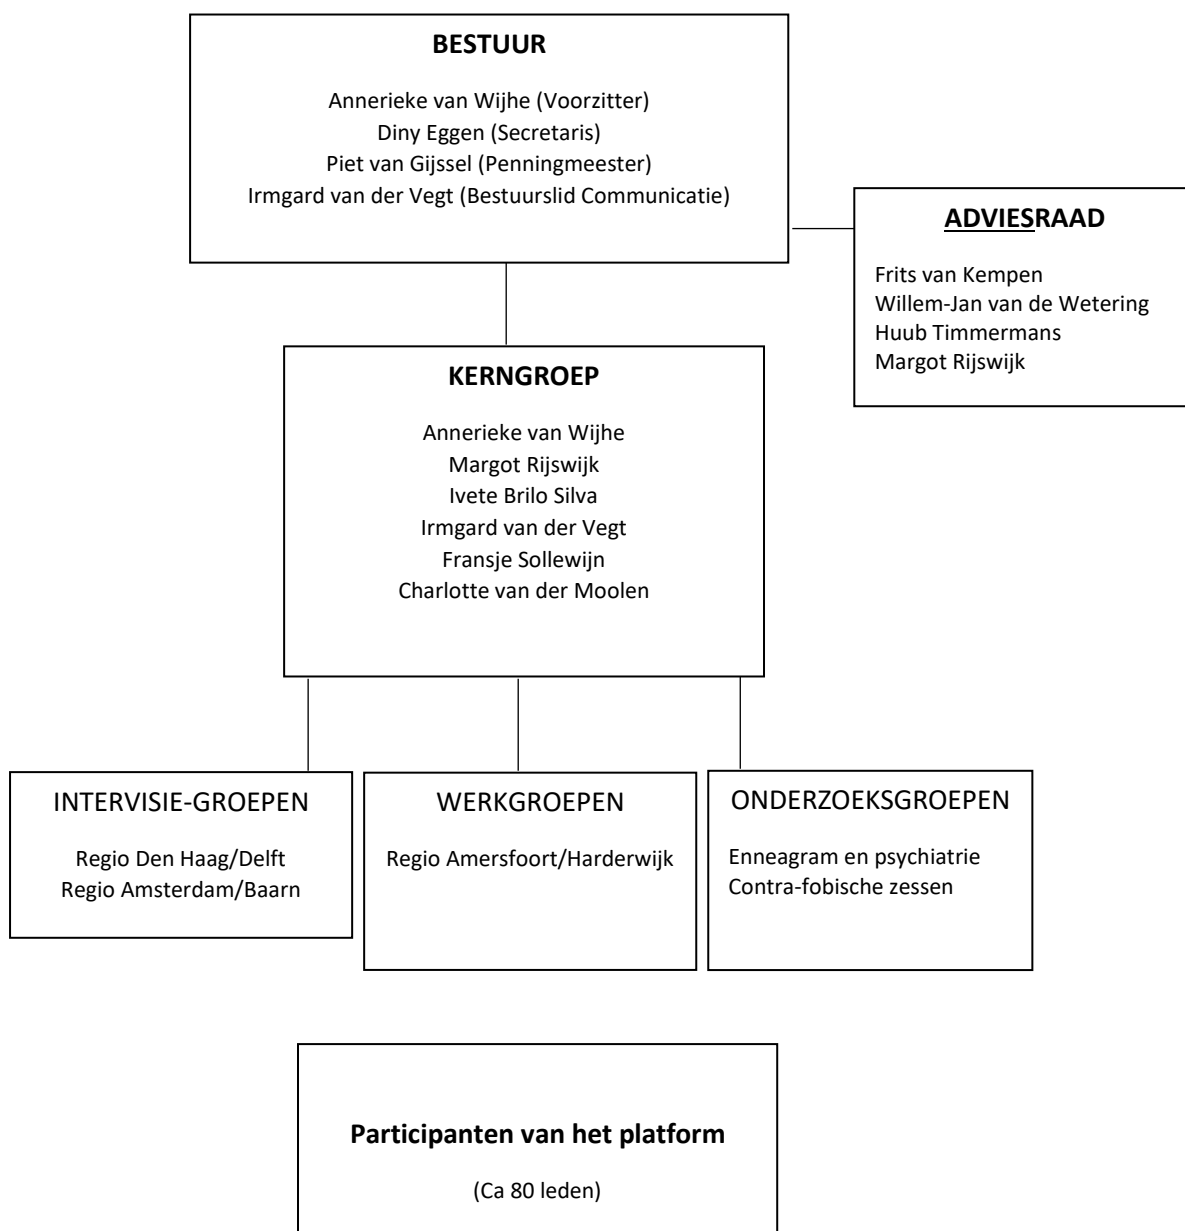 BESTUUR
Annerieke van Wijhe (Voorzitter)
Diny Eggen (Secretaris)
Piet van Gijssel (Penningmeester)
Irmgard van der Vegt (Bestuurslid Communicatie)
ADVIESRAAD
Frits van Kempen
Willem-Jan van de Wetering
Huub Timmermans
Margot Rijswijk
KERNGROEP
Annerieke van Wijhe
Margot Rijswijk
Ivete Brilo Silva
Irmgard van der Vegt
Fransje Sollewijn
Charlotte van der Moolen
INTERVISIE-GROEPEN
Regio Den Haag/Delft
Regio Amsterdam/Baarn
WERKGROEPEN
Regio Amersfoort/Harderwijk
ONDERZOEKSGROEPEN
Enneagram en psychiatrie
Contra-fobische zessen
Participanten van het platform
(Ca 80 leden)